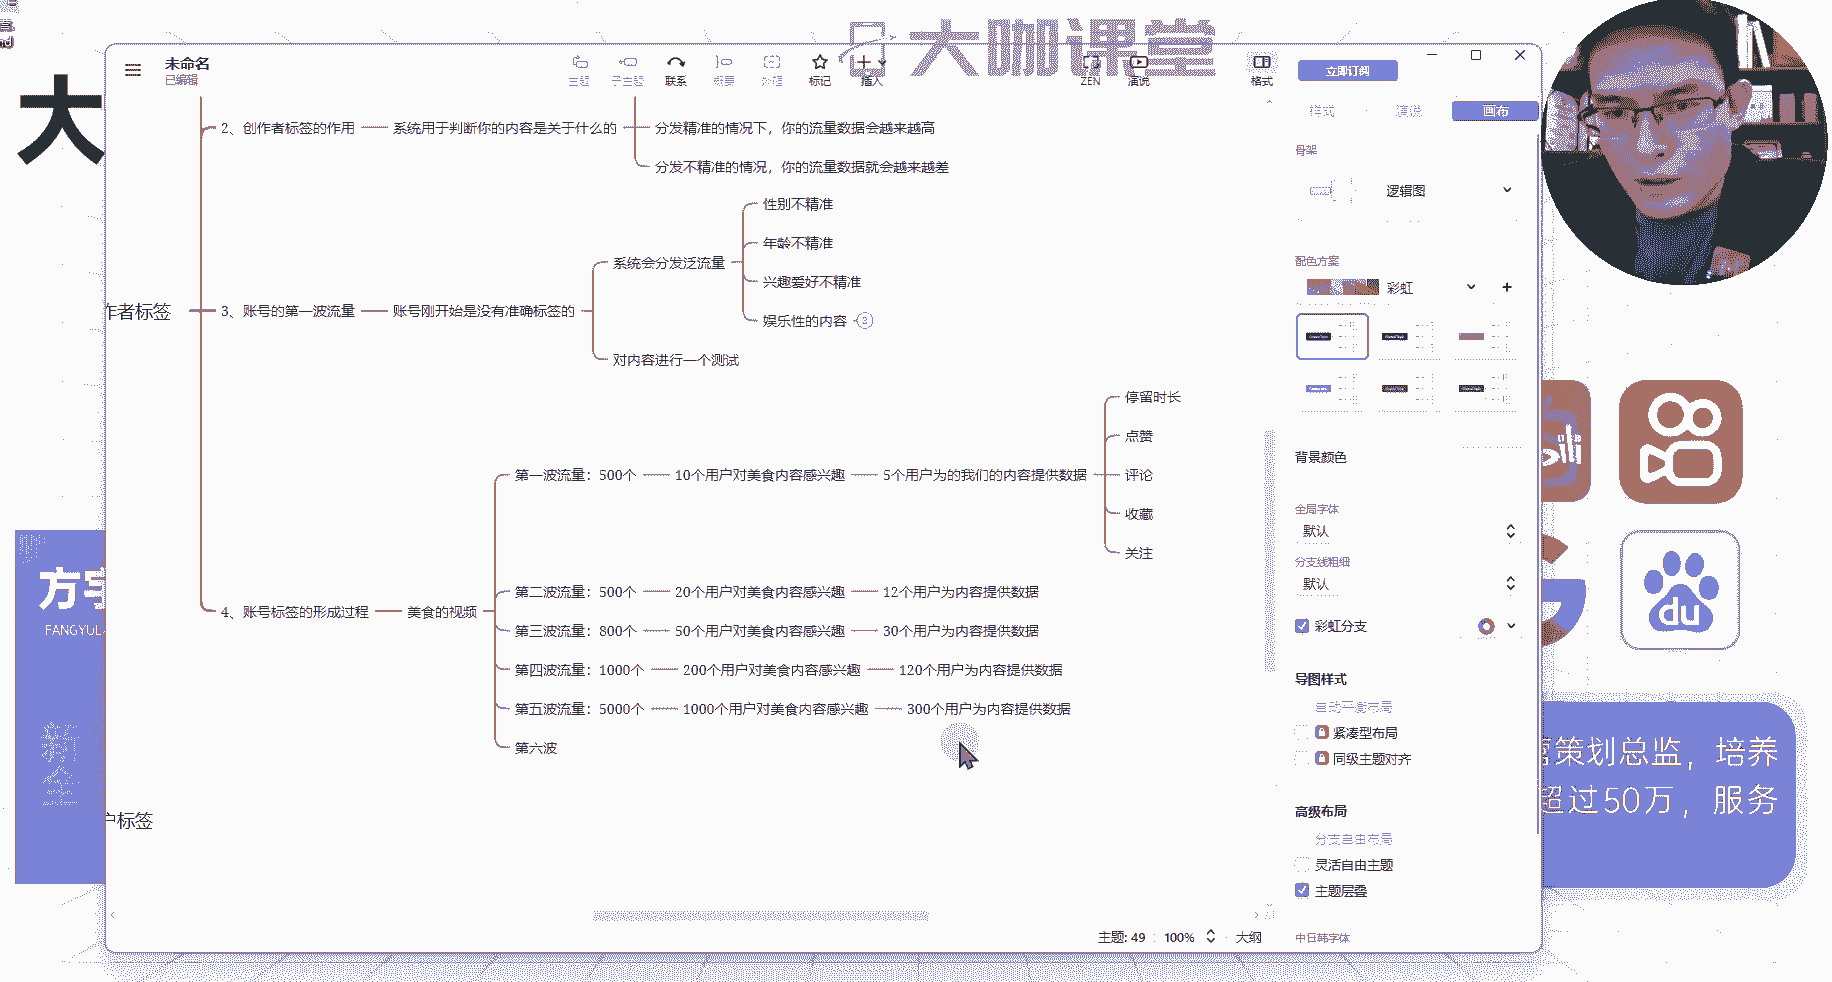 大咖课堂
大
未命名
已编辑
主题
子主题
联系
概要
外框
标记
插入
ZEN
演说
格式
立即订阅
样式
演说
画布
2、创作者标签的作用
系统用于判断你的内容是关于什么的
分发精准的情况下，你的流量数据会越来越高
分发不精准的情况，你的流量数据就会越来越差
作者标签
3、账号的第一波流量
账号刚开始是没有准确标签的
系统会分发泛流量
性别不精准
年龄不精准
兴趣爱好不精准
娱乐性的内容
2
对内容进行一个测试
4、账号标签的形成过程
美食的视频
第一波流量：500个
10个用户对美食内容感兴趣
5个用户为的我们的内容提供数据
停留时长
点赞
评论
收藏
关注
第二波流量：500个
20个用户对美食内容感兴趣
12个用户为内容提供数据
第三波流量：800个
50个用户对美食内容感兴趣
30个用户为内容提供数据
第四波流量：1000个
200个用户对美食内容感兴趣
120个用户为内容提供数据
第五波流量：5000个
1000个用户对美食内容感兴趣
300个用户为内容提供数据
第六波
户标签
骨架
逻辑图
配色方案
彩虹
背景颜色
全局字体
默认
分支线粗细
默认
彩虹分支
导图样式
自动平衡布局
紧凑型布局
同级主题对齐
高级布局
分支自由布局
灵活自由主题
主题层叠
中日韩字体
主题: 49
100%
大纲
方宇
FANGYU
新
全
du
营策划总监，培养
超过50万，服务